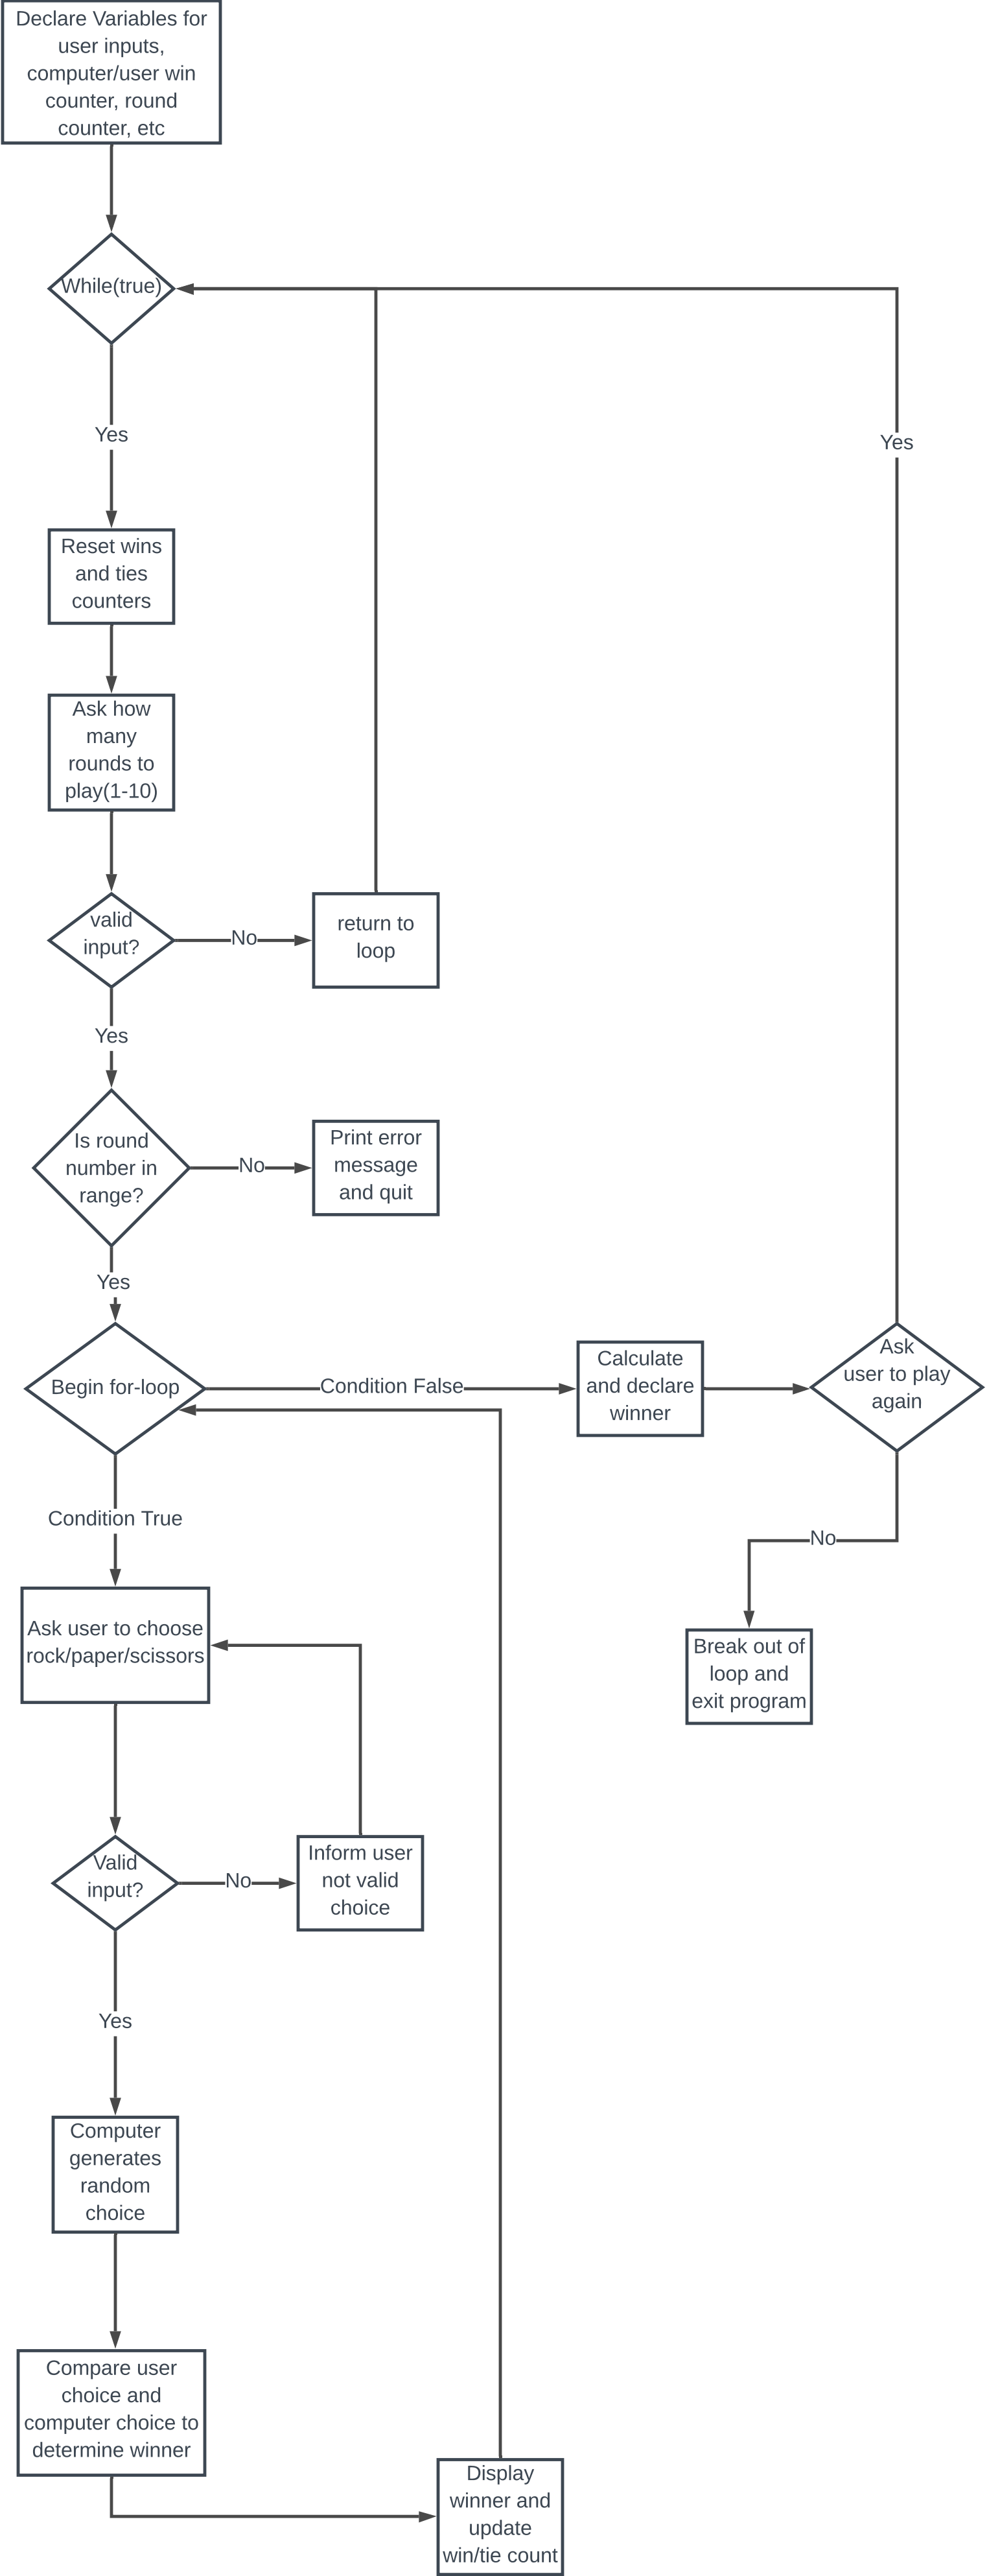 Declare Variables for
user inputs,
computer/user win
counter, round
counter, etc
While(true)
Yes
Yes
Reset wins
and ties
counters
Ask how
many
rounds to
play(1-10)
valid
input?
No
return to
loop
Yes
Is round
number in
range?
No
Print error
message
and quit
Yes
Begin for-loop
Condition False
Calculate
and declare
winner
Ask
user to play
again
Condition True
No
Ask user to choose
rock/paper/scissors
Break out of
loop and
exit program
Valid
input?
No
Inform user
not valid
choice
Yes
Computer
generates
random
choice
Compare user
choice and
computer choice to
determine winner
Display
winner and
update
win/tie count